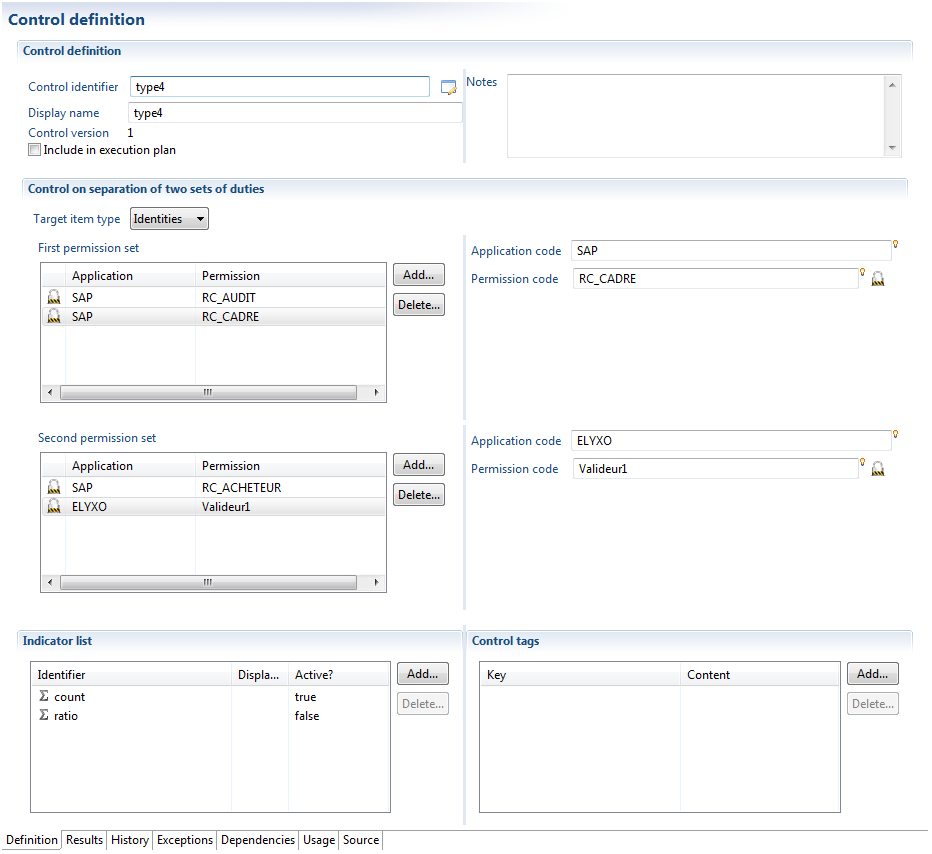 Control definition
Control definition
Control identifier type4
Display name type4
Control version 1
Include in execution plan
Notes
Control on separation of two sets of duties
Target item type Identities
First permission set
Application Permission
SAP RC_AUDIT
SAP RC_CADRE
Add...
Delete...
Application code SAP
Permission code RC_CADRE
Second permission set
Application Permission
SAP RC_ACHETEUR
ELYXO Valideur1
Add...
Delete...
Application code ELYXO
Permission code Valideur1
Indicator list
Identifier Displa... Active?
Σ count true
Σ ratio false
Add...
Delete...
Control tags
Key Content
Add...
Delete...
Definition Results History Exceptions Dependencies Usage Source